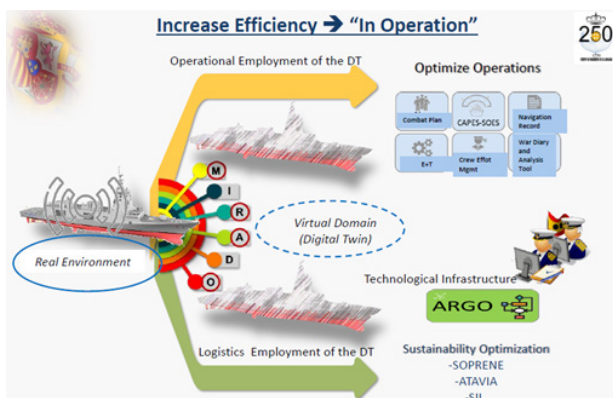 Increase Efficiency → “In Operation”
250
Operational Employment of the DT
Optimize Operations
Combat Plan
CAPES-SOES
Navigation
Record
E+T
Crew Effot
Mgmt
War Diary
and
Analysis
Tool
M
I
R
A
D
O
Real Environment
Virtual Domain
(Digital Twin)
Technological Infrastructure
ARGO
Logistics Employment of the DT
Sustainability Optimization
-SOPRENE
-ATAVIA